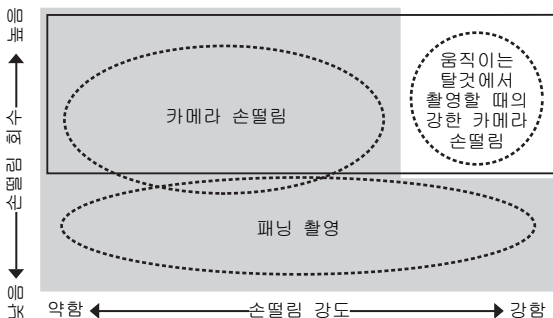 높음
손떨림 회수
낮음
카메라 손떨림
움직이는
탈것에서
촬영할 때의
강한 카메라
손떨림
패닝 촬영
약함
손떨림 강도
강함